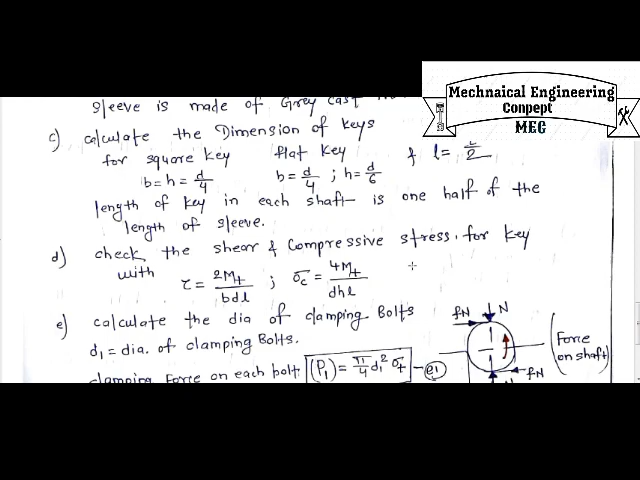 Mechnaical Engineering
Conpept
MEC
Sleeve is made of Grey Cast
c) calculate the Dimension of keys
for square key flat key & l = L/2
b=h= d/4 b= d/4 ; h= d/6
length of key in each shaft is one half of the
length of sleeve.
d) check the shear & compressive stress for key
with τ = 2Mt/bdl ; σc = 4Mt/dhl
e) calculate the dia of clamping Bolts
d1 = dia. of clamping Bolts.
clamping Force on each bolt (P1) = π/4 d1² σt - e1
fN N
(Force
on shaft)
fN
N